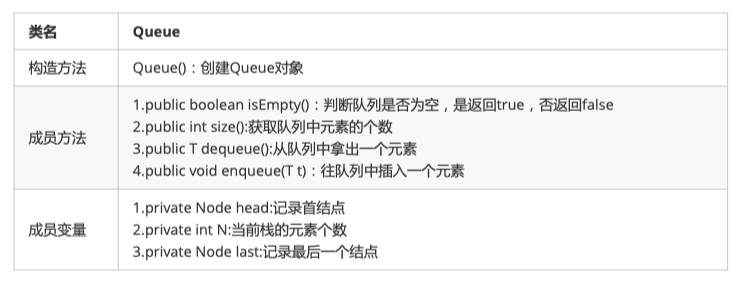 类名 Queue
构造方法 Queue()：创建Queue对象
成员方法
1.public boolean isEmpty()：判断队列是否为空，是返回true，否返回false
2.public int size():获取队列中元素的个数
3.public T dequeue():从队列中拿出一个元素
4.public void enqueue(T t)：往队列中插入一个元素
成员变量
1.private Node head:记录首结点
2.private int N:当前栈的元素个数
3.private Node last:记录最后一个结点